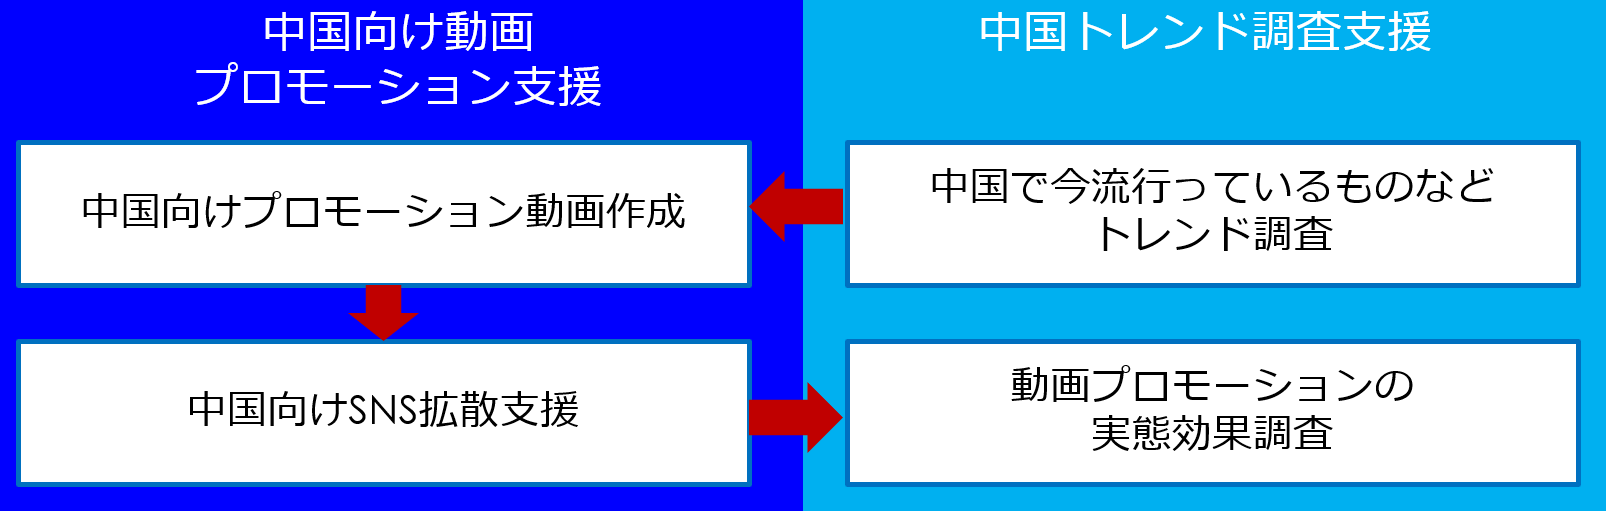 中国向け動画
プロモーション支援
中国トレンド調査支援
中国向けプロモーション動画作成
中国で今流行っているものなど
トレンド調査
中国向けSNS拡散支援
動画プロモーションの
実態効果調査